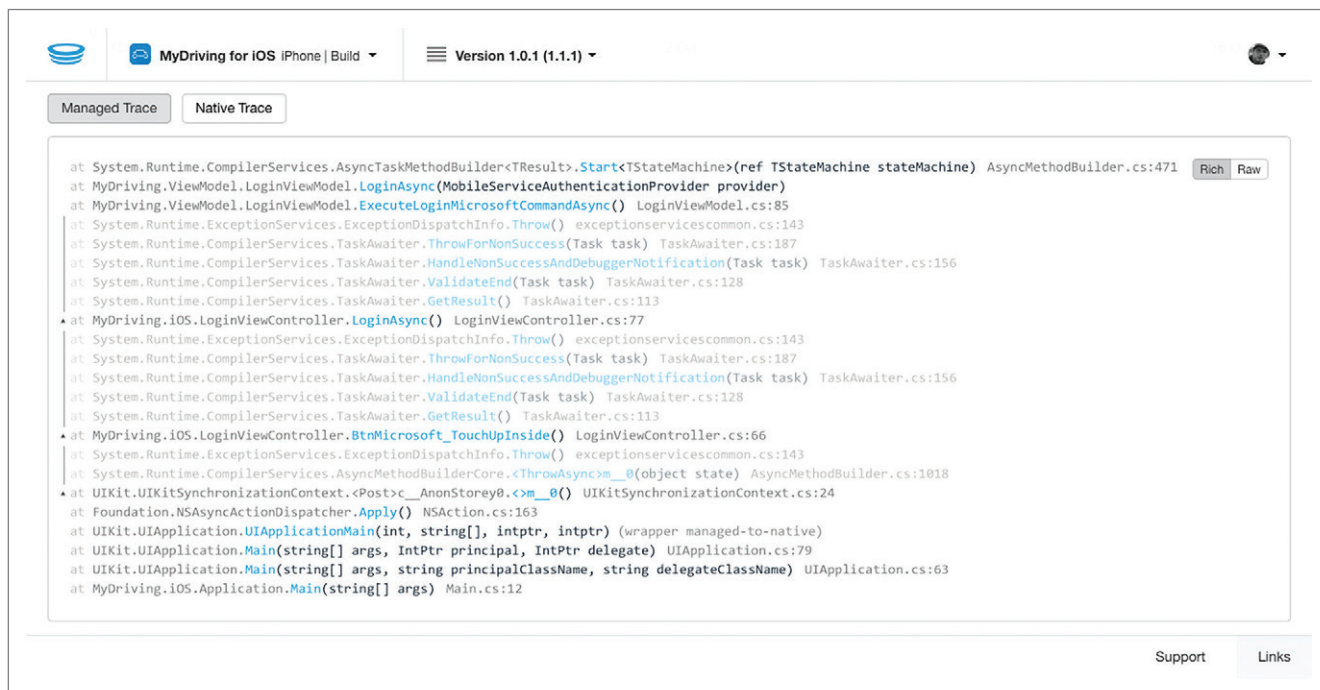 MyDriving for iOS iPhone | Build
Version 1.0.1 (1.1.1)
Managed Trace
Native Trace
at System.Runtime.CompilerServices.AsyncTaskMethodBuilder<TResult>.Start<TStateMachine>(ref TStateMachine stateMachine) AsyncMethodBuilder.cs:471
Rich Raw
at MyDriving.ViewModel.LoginViewModel.LoginAsync(MobileServiceAuthenticationProvider provider)
at MyDriving.ViewModel.LoginViewModel.ExecuteLoginMicrosoftCommandAsync() LoginViewModel.cs:85
at System.Runtime.ExceptionServices.ExceptionDispatchInfo.Throw() exceptionservicescommon.cs:143
at System.Runtime.CompilerServices.TaskAwaiter.ThrowForNonSuccess(Task task) TaskAwaiter.cs:187
at System.Runtime.CompilerServices.TaskAwaiter.HandleNonSuccessAndDebuggerNotification(Task task) TaskAwaiter.cs:156
at System.Runtime.CompilerServices.TaskAwaiter.ValidateEnd(Task task) TaskAwaiter.cs:128
at System.Runtime.CompilerServices.TaskAwaiter.GetResult() TaskAwaiter.cs:113
at MyDriving.iOS.LoginViewController.LoginAsync() LoginViewController.cs:77
at System.Runtime.ExceptionServices.ExceptionDispatchInfo.Throw() exceptionservicescommon.cs:143
at System.Runtime.CompilerServices.TaskAwaiter.ThrowForNonSuccess(Task task) TaskAwaiter.cs:187
at System.Runtime.CompilerServices.TaskAwaiter.HandleNonSuccessAndDebuggerNotification(Task task) TaskAwaiter.cs:156
at System.Runtime.CompilerServices.TaskAwaiter.ValidateEnd(Task task) TaskAwaiter.cs:128
at System.Runtime.CompilerServices.TaskAwaiter.GetResult() TaskAwaiter.cs:113
at MyDriving.iOS.LoginViewController.BtnMicrosoft_TouchUpInside() LoginViewController.cs:66
at System.Runtime.ExceptionServices.ExceptionDispatchInfo.Throw() exceptionservicescommon.cs:143
at System.Runtime.CompilerServices.AsyncMethodBuilderCore.<ThrowAsync>m__0(object state) AsyncMethodBuilder.cs:1018
at UIKit.UIKitSynchronizationContext.<Post>c__AnonStorey0.<>m__0() UIKitSynchronizationContext.cs:24
at Foundation.NSAsyncActionDispatcher.Apply() NSAction.cs:163
at UIKit.UIApplication.UIApplicationMain(int, string[], intptr, intptr) (wrapper managed-to-native)
at UIKit.UIApplication.Main(string[] args, IntPtr principal, IntPtr delegate) UIApplication.cs:79
at UIKit.UIApplication.Main(string[] args, string principalClassName, string delegateClassName) UIApplication.cs:63
at MyDriving.iOS.Application.Main(string[] args) Main.cs:12
Support
Links